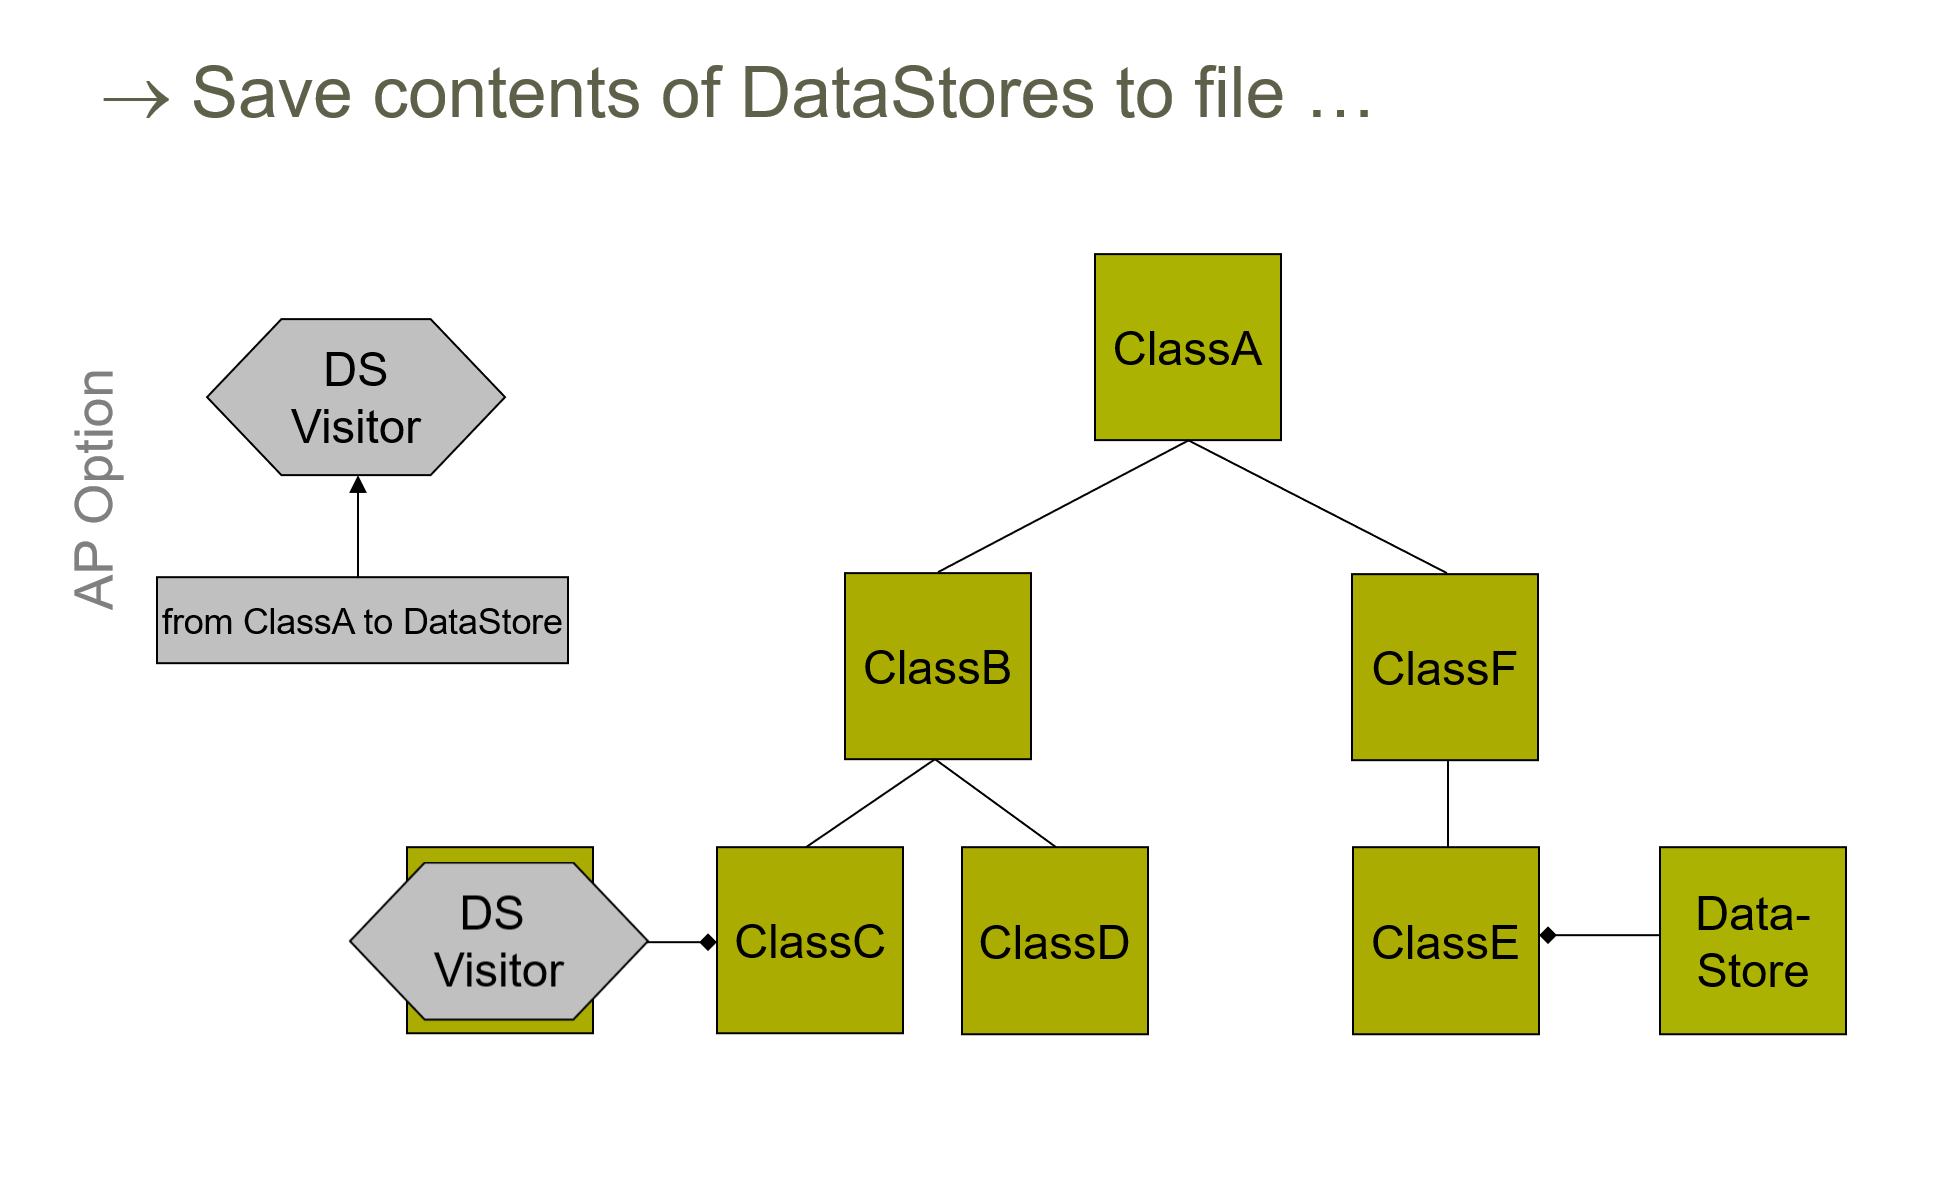 → Save contents of DataStores to file …
AP Option
DS
Visitor
from ClassA to DataStore
ClassA
ClassB
ClassF
DS
Visitor
ClassC
ClassD
ClassE
Data-
Store